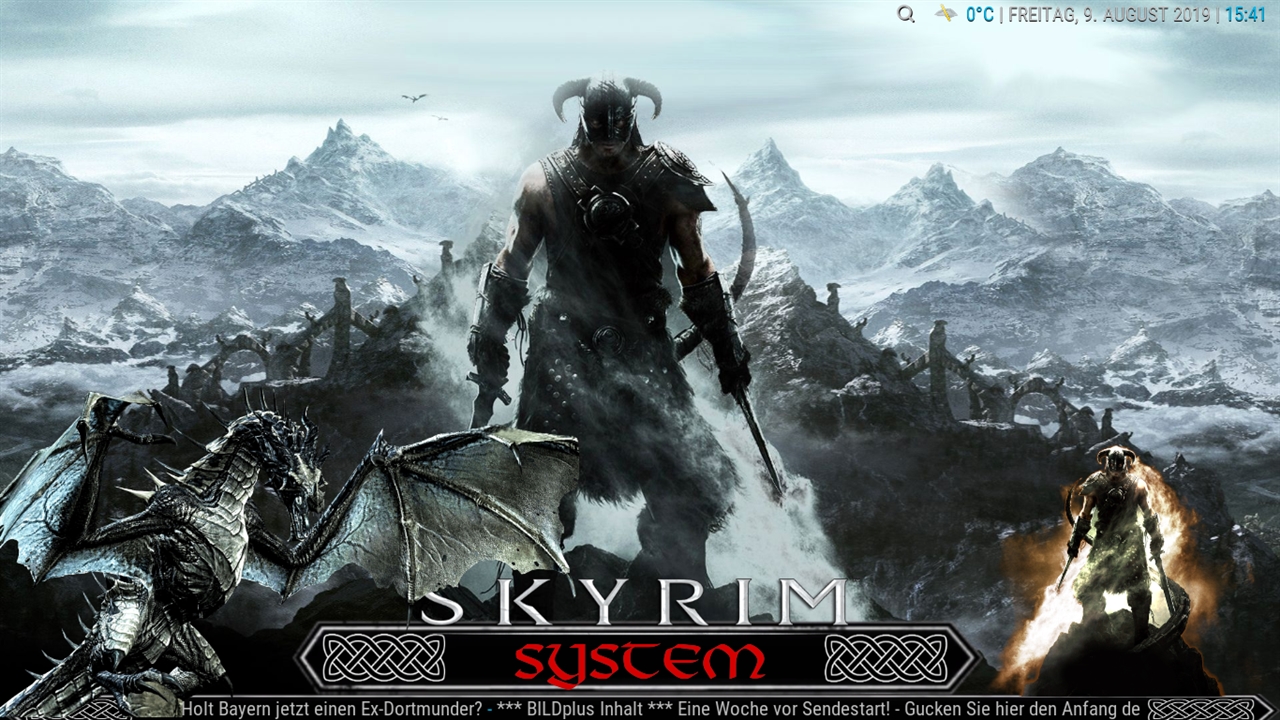 0°C | FREITAG, 9. AUGUST 2019 | 15:41
SKYRIM
SYSTEM
Holt Bayern jetzt einen Ex-Dortmunder? - *** BILDplus Inhalt *** Eine Woche vor Sendestart! - Gucken Sie hier den Anfang de